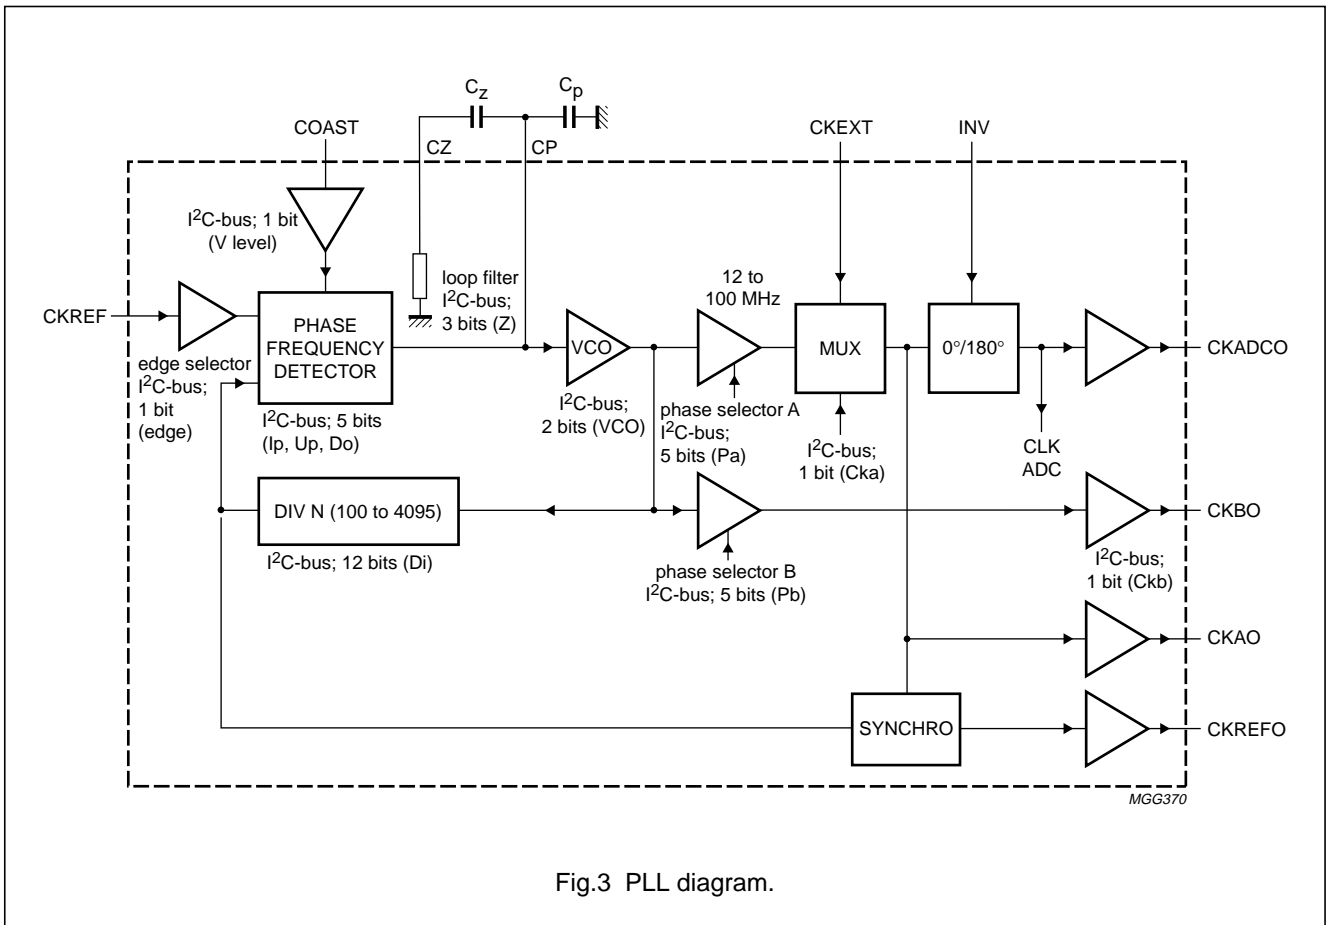 Cz
Cp
COAST
CZ
CP
CKEXT
INV
I2C-bus; 1 bit
(V level)
loop filter
I2C-bus;
3 bits (Z)
12 to
100 MHz
CKREF
PHASE
FREQUENCY
DETECTOR
VCO
MUX
0°/180°
CKADCO
edge selector
I2C-bus;
1 bit
(edge)
I2C-bus; 5 bits
(Ip, Up, Do)
I2C-bus;
2 bits (VCO)
phase selector A
I2C-bus;
5 bits (Pa)
I2C-bus;
1 bit (Cka)
CLK
ADC
DIV N (100 to 4095)
I2C-bus; 12 bits (Di)
phase selector B
I2C-bus; 5 bits (Pb)
CKBO
I2C-bus;
1 bit (Ckb)
CKAO
SYNCHRO
CKREFO
MGG370
Fig.3 PLL diagram.